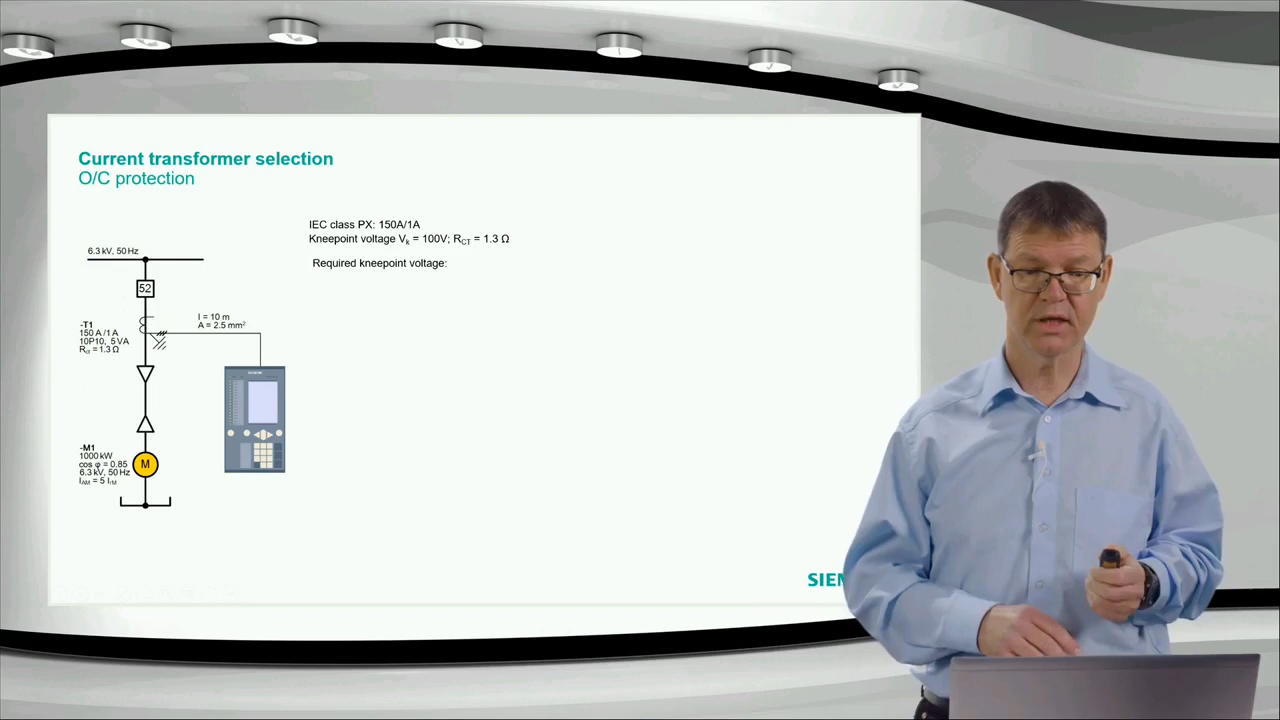 Current transformer selection
O/C protection
IEC class PX: 150A/1A
Kneepoint voltage Vk = 100V; RCT = 1.3 Ω
Required kneepoint voltage:
6.3 kV, 50 Hz
52
l = 10 m
A = 2.5 mm²
-T1
150 A /1 A
10P10, 5 VA
RCT = 1.3 Ω
-M1
1000 kW
cos φ = 0.85
6.3 kV, 50 Hz
IAM = 5 IrM
M
SIEM